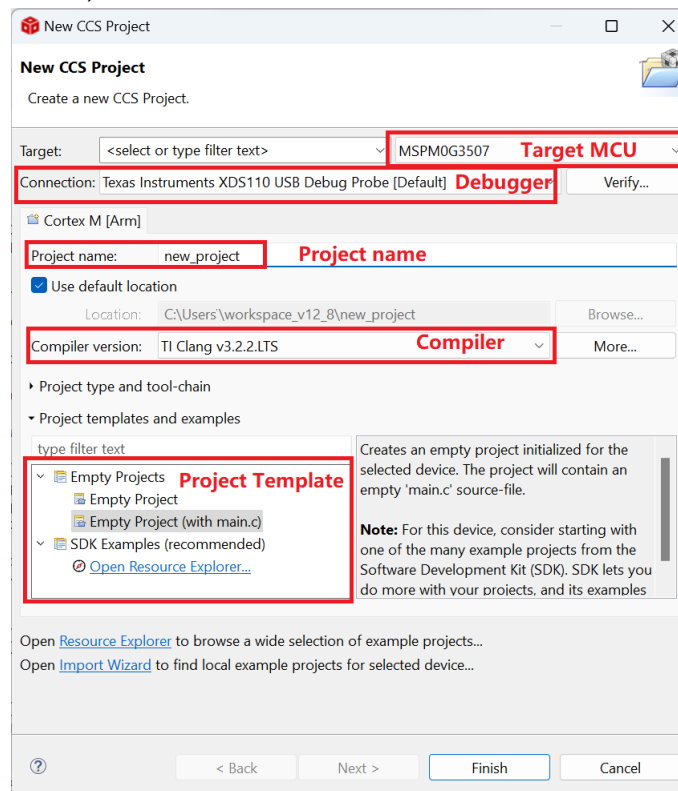 New CCS Project
New CCS Project
Create a new CCS Project.
Target: <select or type filter text> MSPM0G3507 Target MCU
Connection: Texas Instruments XDS110 USB Debug Probe [Default] Debugger Verify...
Cortex M [Arm]
Project name: new_project Project name
Use default location
Location: C:\Users\workspace_v12_8\new_project Browse...
Compiler version: TI Clang v3.2.2.LTS Compiler More...
Project type and tool-chain
Project templates and examples
type filter text
Empty Projects Project Template
Empty Project
Empty Project (with main.c)
SDK Examples (recommended)
Open Resource Explorer...
Creates an empty project initialized for the
selected device. The project will contain an
empty 'main.c' source-file.
Note: For this device, consider starting with
one of the many example projects from the
Software Development Kit (SDK). SDK lets you
do more with your projects, and its examples
Open Resource Explorer to browse a wide selection of example projects...
Open Import Wizard to find local example projects for selected device...
< Back Next > Finish Cancel